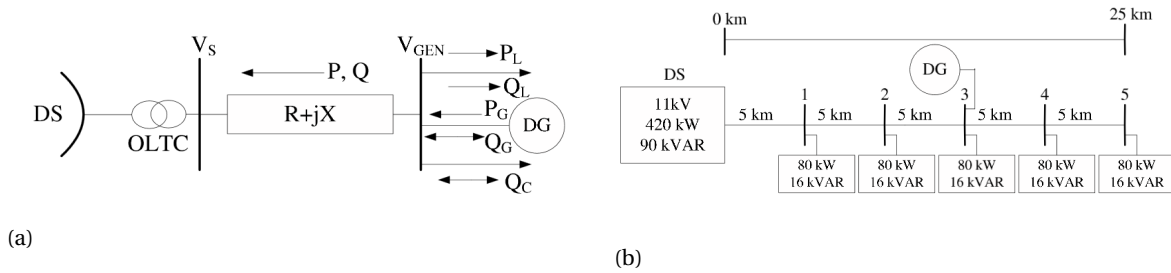 V_S
V_GEN
P_L
P, Q
Q_L
DS
R+jX
P_G
DG
OLTC
Q_G
Q_C
(a)
0 km
25 km
DG
DS
11kV
420 kW
90 kVAR
1
2
3
4
5
5 km
5 km
5 km
5 km
5 km
80 kW
16 kVAR
80 kW
16 kVAR
80 kW
16 kVAR
80 kW
16 kVAR
80 kW
16 kVAR
(b)